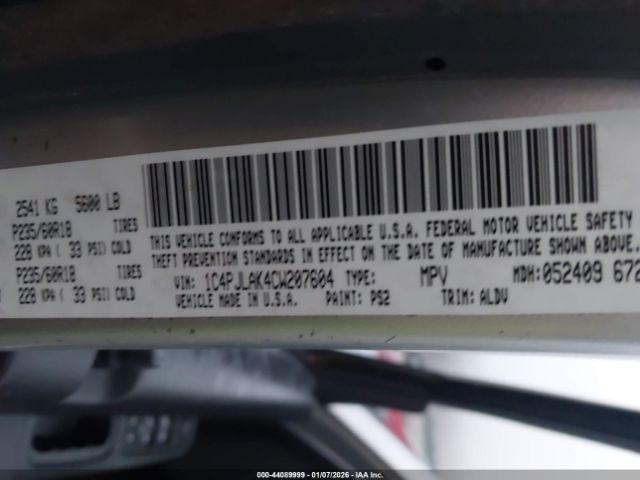 2541 KG 5600 LB
P235/60R18 TIRES
228 KPA ( 33 PSI) COLD
P235/60R18 TIRES
228 KPA ( 33 PSI) COLD
THIS VEHICLE CONFORMS TO ALL APPLICABLE U.S.A. FEDERAL MOTOR VEHICLE SAFETY
THEFT PREVENTION STANDARDS IN EFFECT ON THE DATE OF MANUFACTURE SHOWN ABOVE.
VIN: 1C4PJLAK4CW207604 TYPE: MPV MDH:052409 672
VEHICLE MADE IN U.S.A. PAINT: PS2 TRIM: ALDV
000-44089999 | 01/07/2026 | IAA Inc.